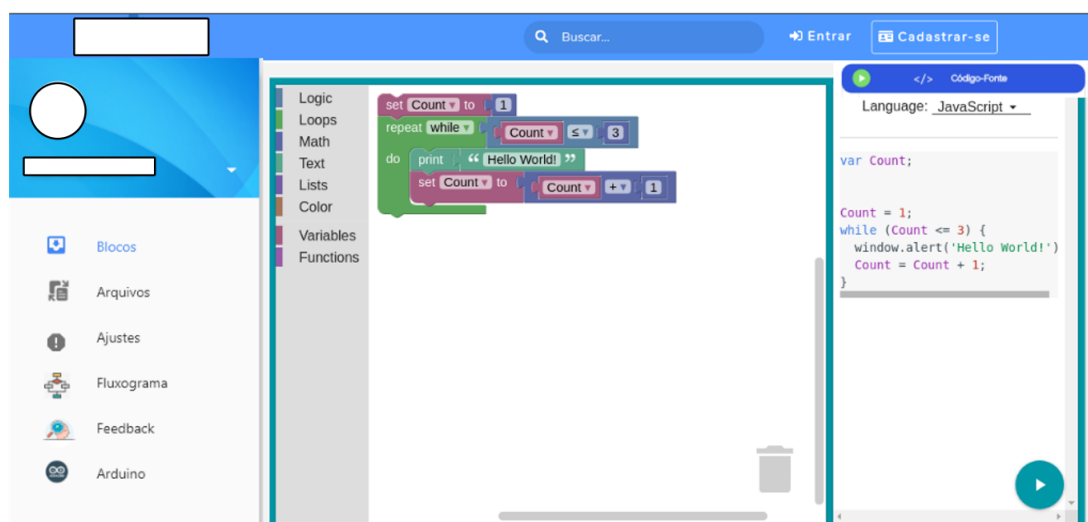 Buscar...
Entrar
Cadastrar-se
Blocos
Arquivos
Ajustes
Fluxograma
Feedback
Arduino
Logic
Loops
Math
Text
Lists
Color
Variables
Functions
set Count ▾ to 1
repeat while ▾ Count ▾ ≤ ▾ 3
do print “ Hello World! ”
set Count ▾ to Count ▾ + ▾ 1
</> Código-Fonte
Language: JavaScript ▾
var Count;
Count = 1;
while (Count <= 3) {
window.alert('Hello World!')
Count = Count + 1;
}